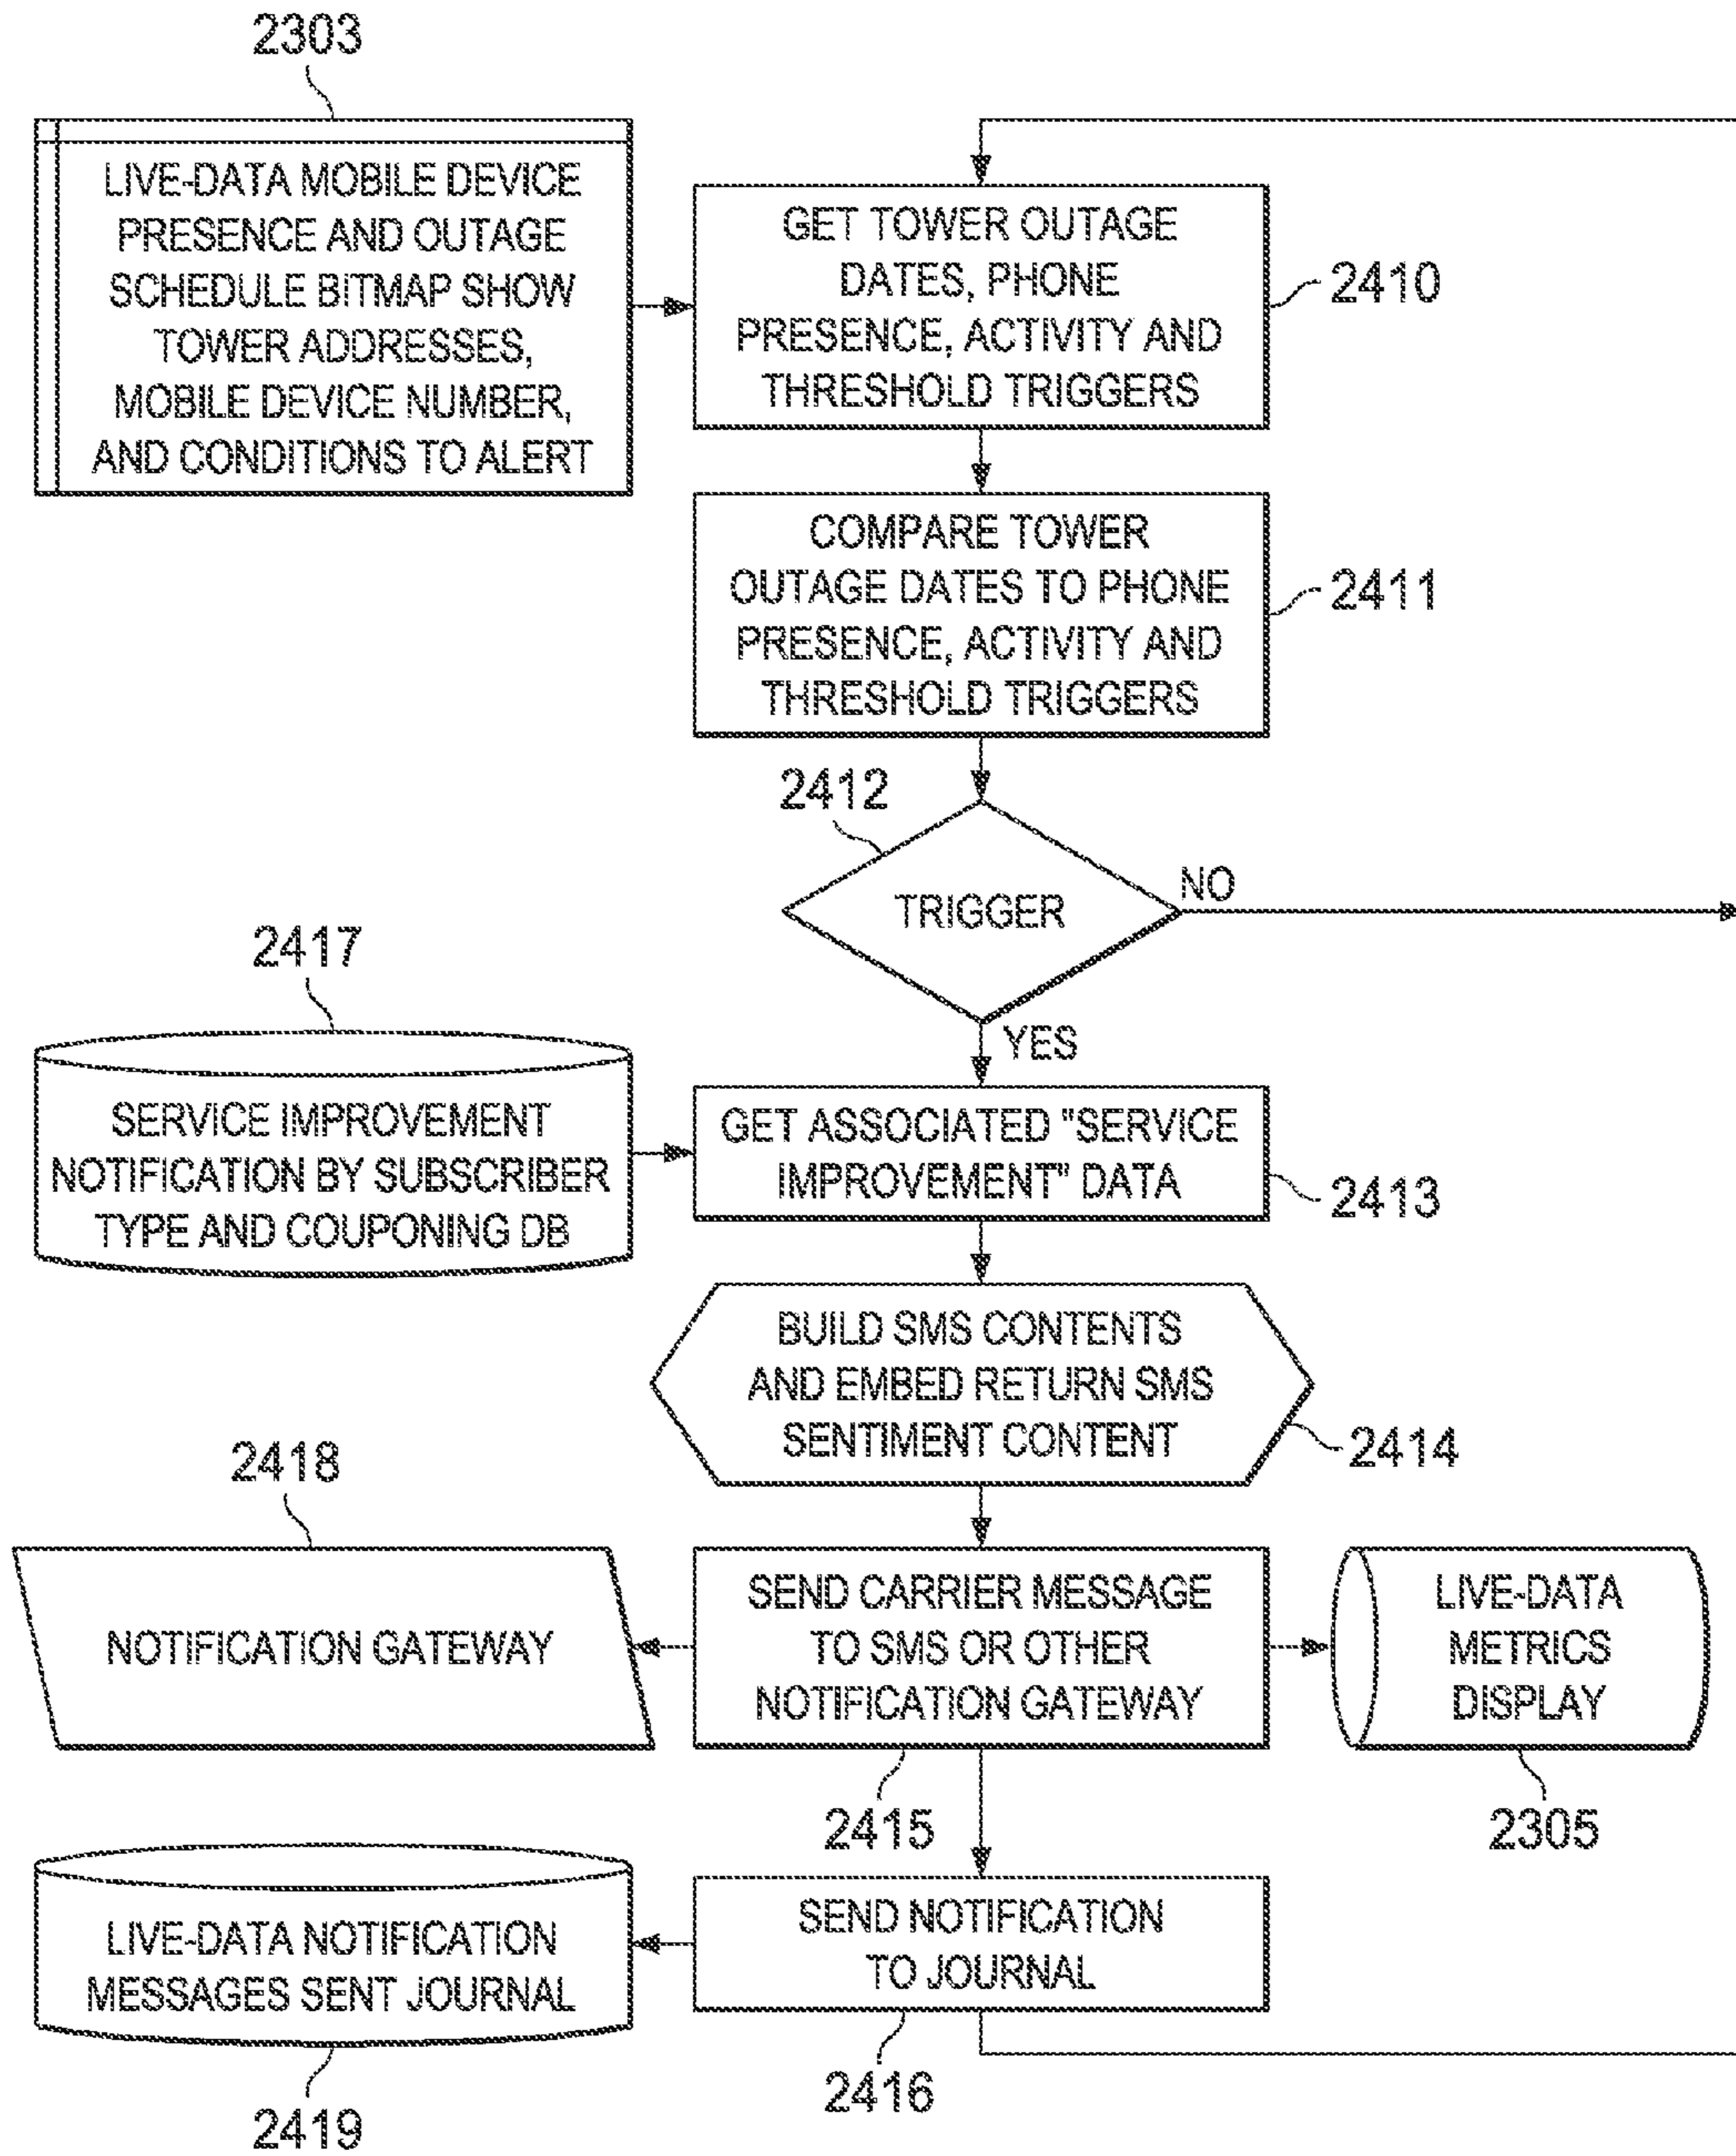 2303
LIVE-DATA MOBILE DEVICE
PRESENCE AND OUTAGE
SCHEDULE BITMAP SHOW
TOWER ADDRESSES,
MOBILE DEVICE NUMBER,
AND CONDITIONS TO ALERT
GET TOWER OUTAGE
DATES, PHONE
PRESENCE, ACTIVITY AND
THRESHOLD TRIGGERS
2410
COMPARE TOWER
OUTAGE DATES TO PHONE
PRESENCE, ACTIVITY AND
THRESHOLD TRIGGERS
2411
2412
TRIGGER
NO
YES
2417
SERVICE IMPROVEMENT
NOTIFICATION BY SUBSCRIBER
TYPE AND COUPONING DB
GET ASSOCIATED "SERVICE
IMPROVEMENT" DATA
2413
BUILD SMS CONTENTS
AND EMBED RETURN SMS
SENTIMENT CONTENT
2414
2418
NOTIFICATION GATEWAY
SEND CARRIER MESSAGE
TO SMS OR OTHER
NOTIFICATION GATEWAY
2415
LIVE-DATA
METRICS
DISPLAY
2305
LIVE-DATA NOTIFICATION
MESSAGES SENT JOURNAL
2419
SEND NOTIFICATION
TO JOURNAL
2416